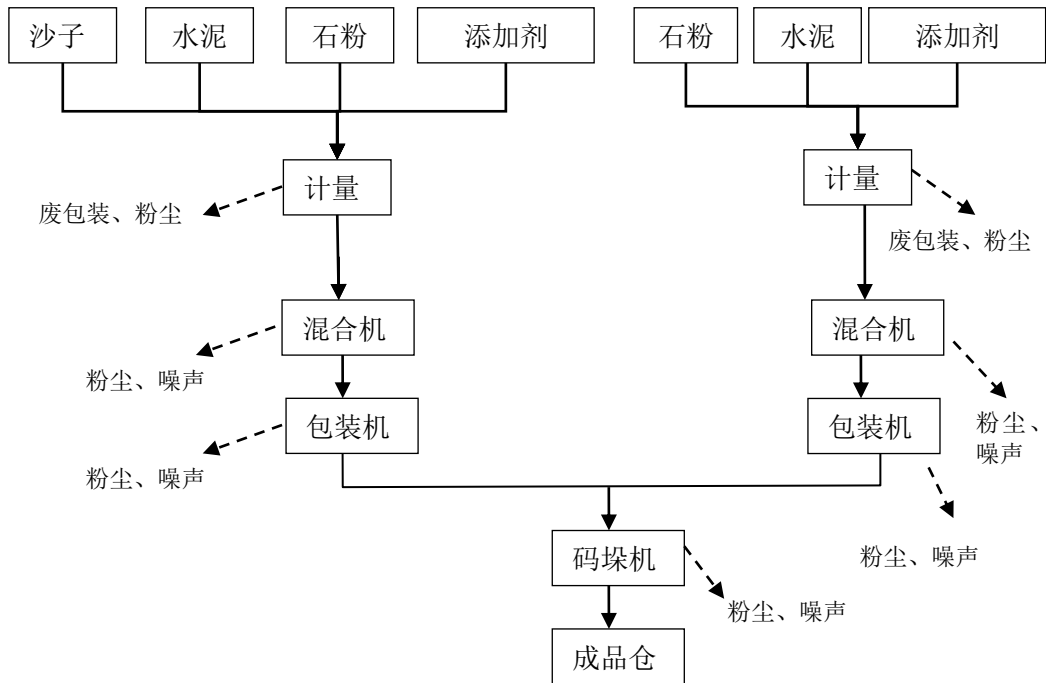 沙子
水泥
石粉
添加剂
石粉
水泥
添加剂
计量
计量
废包装、粉尘
废包装、粉尘
混合机
混合机
粉尘、噪声
包装机
包装机
粉尘、
噪声
粉尘、噪声
码垛机
粉尘、噪声
粉尘、噪声
成品仓